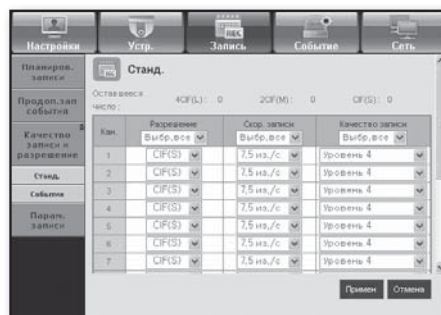 Настройки Устр. Запись Событие Сеть
REC
Планиров. записи
Продол.зап события
Качество записи и разрешение
Станд.
События
Парам. записи
Станд.
Оставшееся число : 4CIF(L) : 0 2CIF(M) : 0 CIF(S) : 0
Кан. Разрешение Скор. записи Качество записи
Выбр,все Выбр,все Выбр,все
1 CIF(S) 7,5 из,/с Уровень 4
2 CIF(S) 7,5 из,/с Уровень 4
3 CIF(S) 7,5 из,/с Уровень 4
4 CIF(S) 7,5 из,/с Уровень 4
5 CIF(S) 7,5 из,/с Уровень 4
6 CIF(S) 7,5 из,/с Уровень 4
7 CIF(S) 7,5 из,/с Уровень 4
Примен Отмена